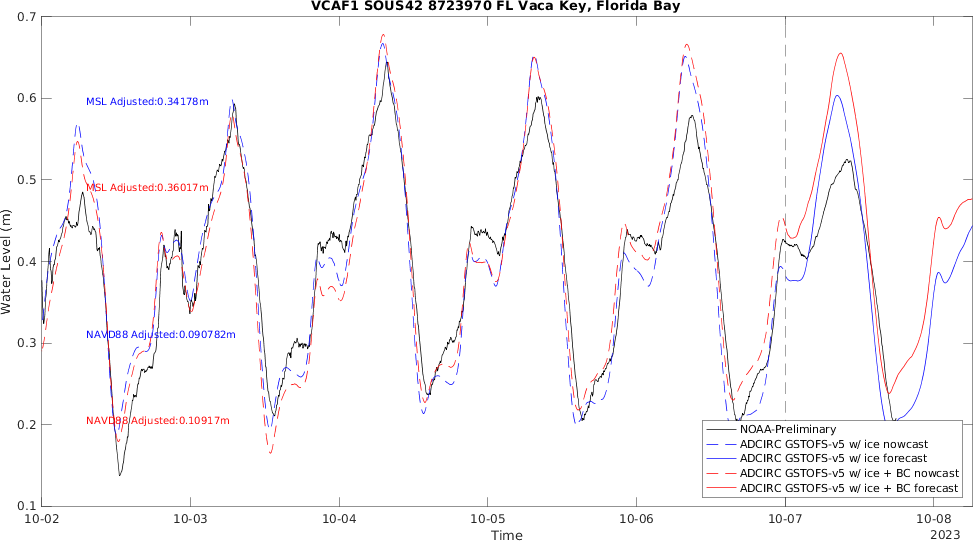 VCAF1 SOUS42 8723970 FL Vaca Key, Florida Bay
0.7
0.6
0.5
0.4
0.3
0.2
0.1
Water Level (m)
MSL Adjusted:0.34178m
MSL Adjusted:0.36017m
NAVD88 Adjusted:0.090782m
NAVD88 Adjusted:0.10917m
NOAA-Preliminary
ADCIRC GSTOFS-v5 w/ ice nowcast
ADCIRC GSTOFS-v5 w/ ice forecast
ADCIRC GSTOFS-v5 w/ ice + BC nowcast
ADCIRC GSTOFS-v5 w/ ice + BC forecast
10-02 10-03 10-04 10-05 10-06 10-07 10-08
Time
2023